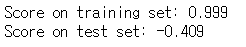 Score on training set: 0.999
Score on test set: -0.409